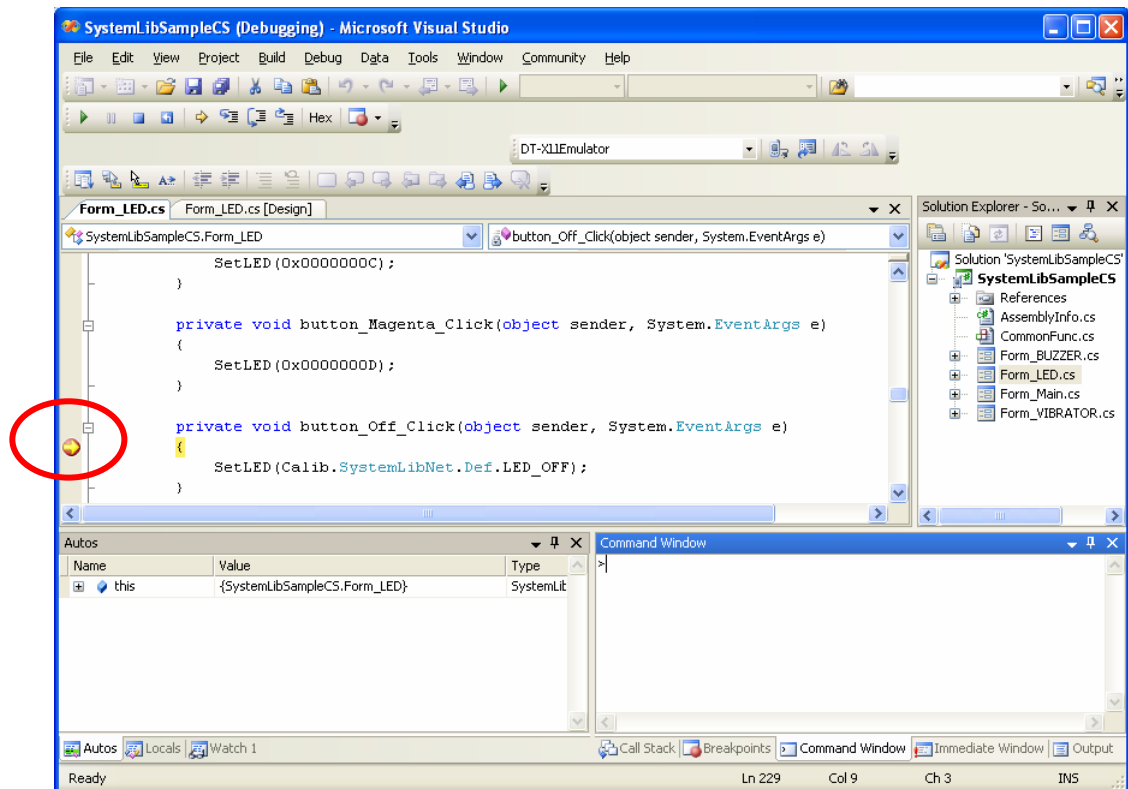 SystemLibSampleCS (Debugging) - Microsoft Visual Studio
File Edit View Project Build Debug Data Tools Window Community Help
Hex
DT-X11Emulator
Form_LED.cs Form_LED.cs [Design]
SystemLibSampleCS.Form_LED button_Off_Click(object sender, System.EventArgs e)
SetLED(0x0000000C);
}
private void button_Magenta_Click(object sender, System.EventArgs e)
{
SetLED(0x0000000D);
}
private void button_Off_Click(object sender, System.EventArgs e)
{
SetLED(Calib.SystemLibNet.Def.LED_OFF);
}
Solution Explorer - So...
Solution 'SystemLibSampleCS'
SystemLibSampleCS
References
AssemblyInfo.cs
CommonFunc.cs
Form_BUZZER.cs
Form_LED.cs
Form_Main.cs
Form_VIBRATOR.cs
Autos
Name Value Type
this {SystemLibSampleCS.Form_LED} SystemLib
Autos Locals Watch 1
Command Window
>
Call Stack Breakpoints Command Window Immediate Window Output
Ready Ln 229 Col 9 Ch 3 INS